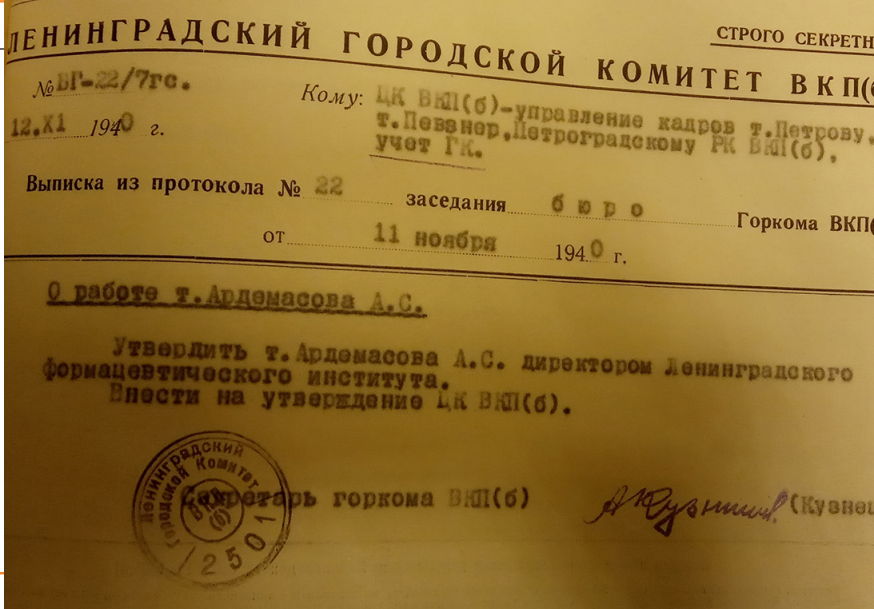 СТРОГО СЕКРЕТН
ЛЕНИНГРАДСКИЙ ГОРОДСКОЙ КОМИТЕТ ВКП(б
№БГ-22/7гс.
12.XI 1940 г.
Кому: ЦК ВКП(б)-управление кадров т.Петрову.
т.Певзнер,Петроградскому РК ВКП(б),
учет ГК.
Выписка из протокола № 22 заседания бюро Горкома ВКП(
от 11 ноября 1940 г.
О работе т.Ардемасова А.С.
Утвердить т.Ардемасова А.С. директором Ленинградского
формацевтического института.
Внести на утверждение ЦК ВКП(б).
Секретарь горкома ВКП(б) АКузнецов (Кузнец
Ленинградский
Городской Комитет
ВКП
(б)
2501